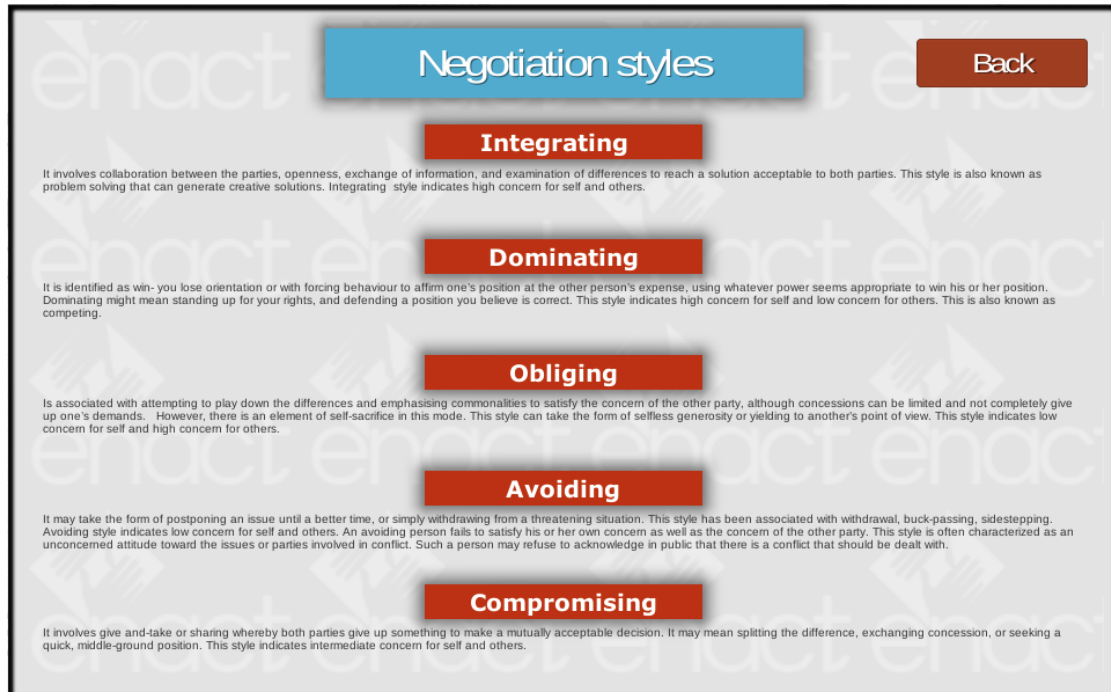 Negotiation styles
Back
Integrating
It involves collaboration between the parties, openness, exchange of information, and examination of differences to reach a solution acceptable to both parties. This style is also known as
problem solving that can generate creative solutions. Integrating  style indicates high concern for self and others.
Dominating
It is identified as win- you lose orientation or with forcing behaviour to affirm one's position at the other person's expense, using whatever power seems appropriate to win his or her position.
Dominating might mean standing up for your rights, and defending a position you believe is correct. This style indicates high concern for self and low concern for others. This is also known as
competing.
Obliging
Is associated with attempting to play down the differences and emphasising commonalities to satisfy the concern of the other party, although concessions can be limited and not completely give
up one's demands.   However, there is an element of self-sacrifice in this mode. This style can take the form of selfless generosity or yielding to another's point of view. This style indicates low
concern for self and high concern for others.
Avoiding
It may take the form of postponing an issue until a better time, or simply withdrawing from a threatening situation. This style has been associated with withdrawal, buck-passing, sidestepping.
Avoiding style indicates low concern for self and others. An avoiding person fails to satisfy his or her own concern as well as the concern of the other party. This style is often characterized as an
unconcerned attitude toward the issues or parties involved in conflict. Such a person may refuse to acknowledge in public that there is a conflict that should be dealt with.
Compromising
It involves give and-take or sharing whereby both parties give up something to make a mutually acceptable decision. It may mean splitting the difference, exchanging concession, or seeking a
quick, middle-ground position. This style indicates intermediate concern for self and others.